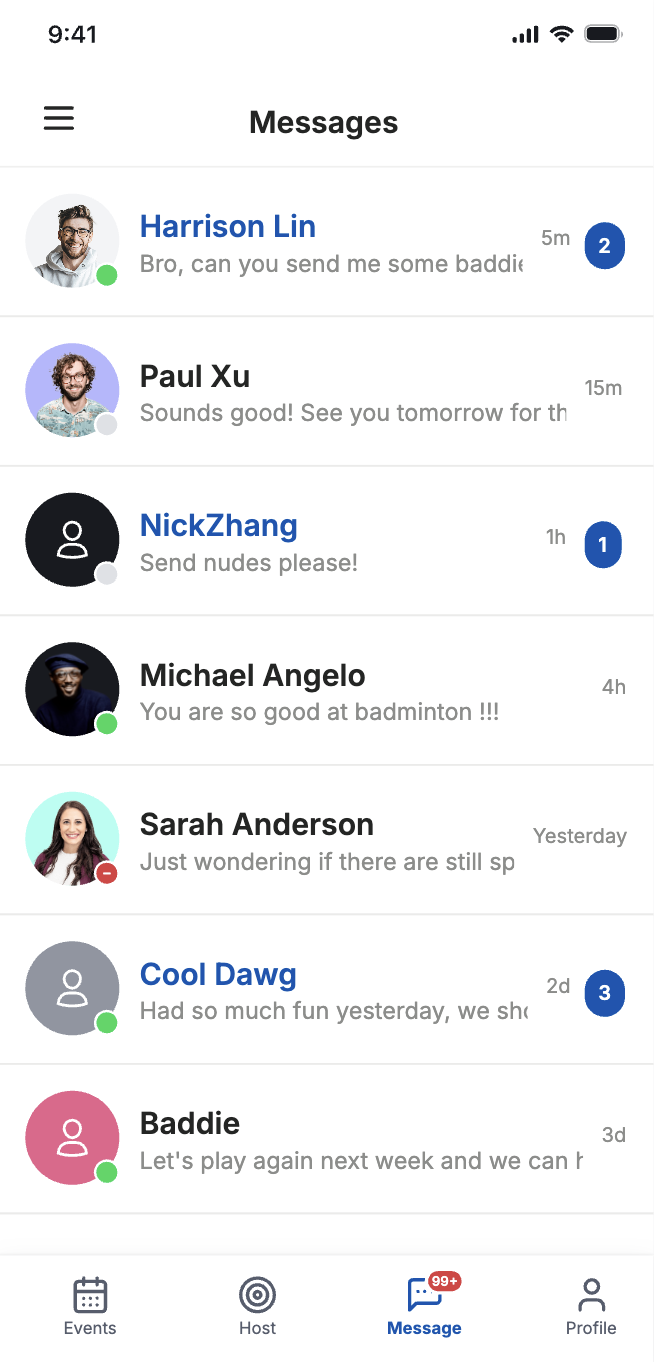 9:41
Messages
Harrison Lin
5m
2
Bro, can you send me some baddie
Paul Xu
15m
Sounds good! See you tomorrow for th
NickZhang
1h
1
Send nudes please!
Michael Angelo
4h
You are so good at badminton !!!
Sarah Anderson
Yesterday
Just wondering if there are still sp
Cool Dawg
2d
3
Had so much fun yesterday, we sho
Baddie
3d
Let's play again next week and we can h
99+
Events
Host
Message
Profile